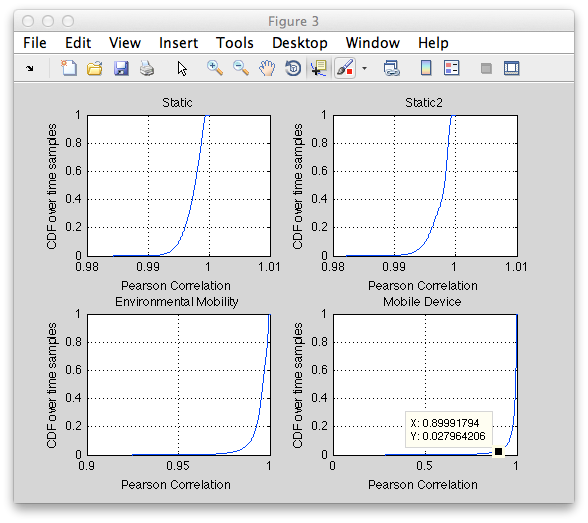 Figure 3
File Edit View Insert Tools Desktop Window Help
Static
CDF over time samples
1
0.8
0.6
0.4
0.2
0
0.98 0.99 1 1.01
Pearson Correlation
Static2
CDF over time samples
1
0.8
0.6
0.4
0.2
0
0.98 0.99 1 1.01
Pearson Correlation
Environmental Mobility
CDF over time samples
1
0.8
0.6
0.4
0.2
0
0.9 0.95 1
Pearson Correlation
Mobile Device
CDF over time samples
1
0.8
0.6
0.4
0.2
0
X: 0.89991794
Y: 0.027964206
0 0.5 1
Pearson Correlation